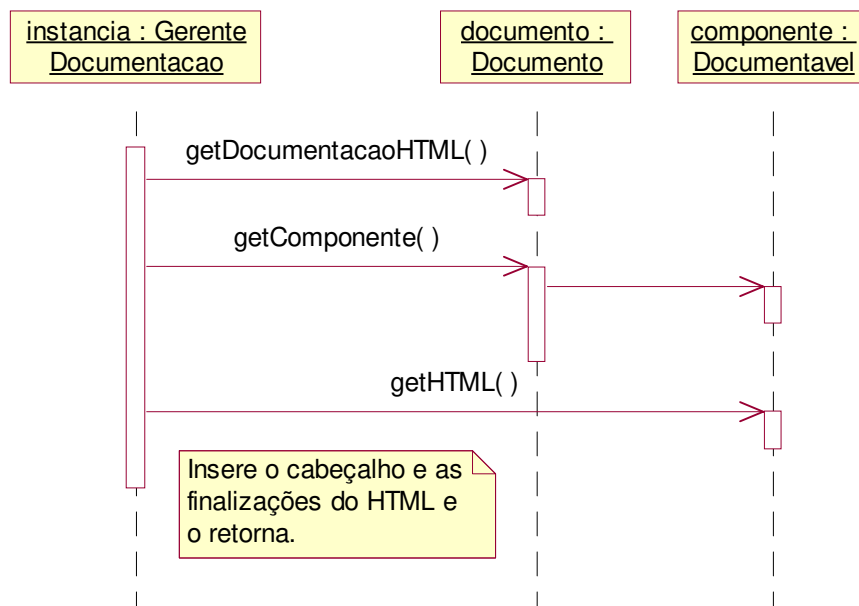 instancia : Gerente
Documentacao
documento :
Documento
componente :
Documentavel
getDocumentacaoHTML( )
getComponente( )
getHTML( )
Insere o cabeçalho e as
finalizações do HTML e
o retorna.